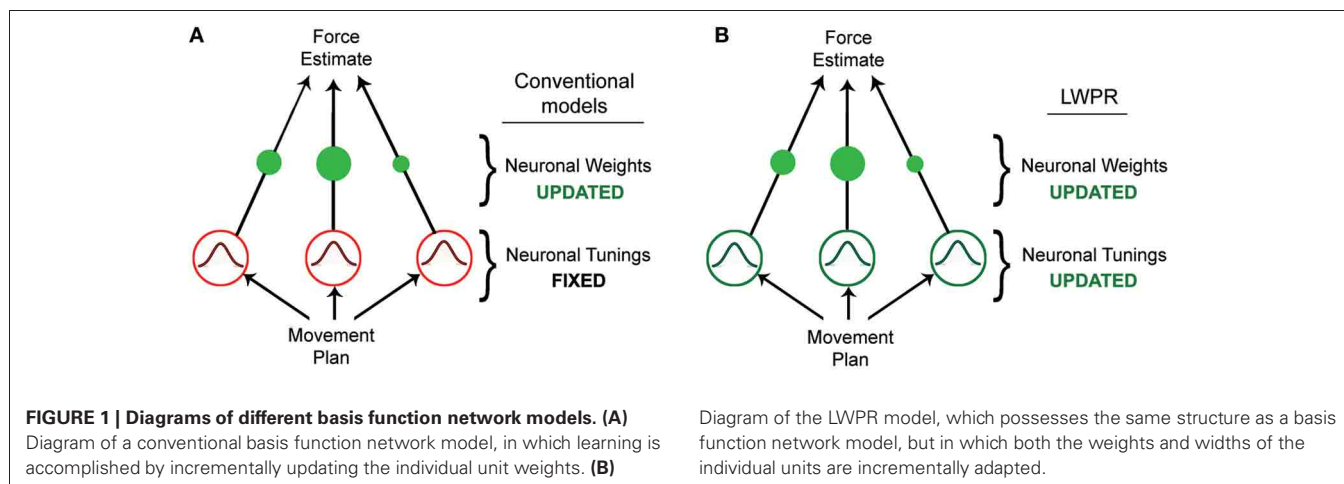 A
Force
Estimate
Conventional
models
Neuronal Weights
UPDATED
Neuronal Tunings
FIXED
Movement
Plan
B
Force
Estimate
LWPR
Neuronal Weights
UPDATED
Neuronal Tunings
UPDATED
Movement
Plan
FIGURE 1 | Diagrams of different basis function network models. (A)
Diagram of a conventional basis function network model, in which learning is
accomplished by incrementally updating the individual unit weights. (B)
Diagram of the LWPR model, which possesses the same structure as a basis
function network model, but in which both the weights and widths of the
individual units are incrementally adapted.